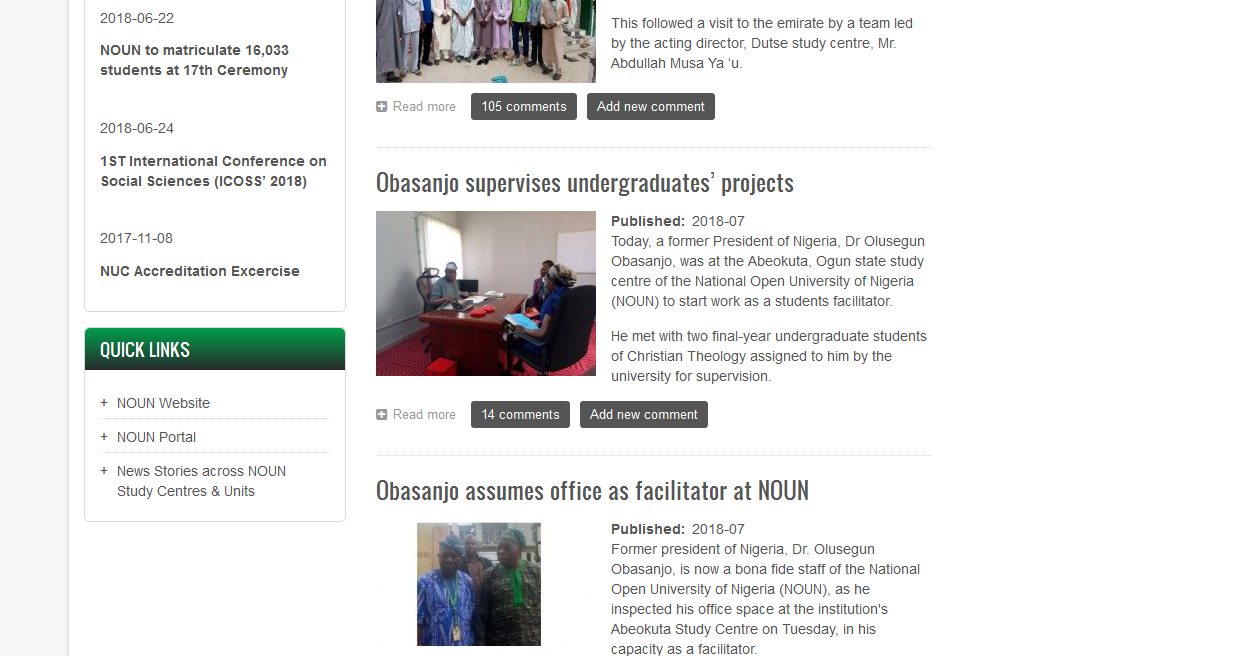 2018-06-22
NOUN to matriculate 16,033
students at 17th Ceremony
2018-06-24
1ST International Conference on
Social Sciences (ICOSS’ 2018)
2017-11-08
NUC Accreditation Excercise
QUICK LINKS
+ NOUN Website
+ NOUN Portal
+ News Stories across NOUN
Study Centres & Units
This followed a visit to the emirate by a team led
by the acting director, Dutse study centre, Mr.
Abdullah Musa Ya ‘u.
Read more 105 comments Add new comment
Obasanjo supervises undergraduates’ projects
Published: 2018-07
Today, a former President of Nigeria, Dr Olusegun
Obasanjo, was at the Abeokuta, Ogun state study
centre of the National Open University of Nigeria
(NOUN) to start work as a students facilitator.
He met with two final-year undergraduate students
of Christian Theology assigned to him by the
university for supervision.
Read more 14 comments Add new comment
Obasanjo assumes office as facilitator at NOUN
Published: 2018-07
Former president of Nigeria, Dr. Olusegun
Obasanjo, is now a bona fide staff of the National
Open University of Nigeria (NOUN), as he
inspected his office space at the institution's
Abeokuta Study Centre on Tuesday, in his
capacity as a facilitator.